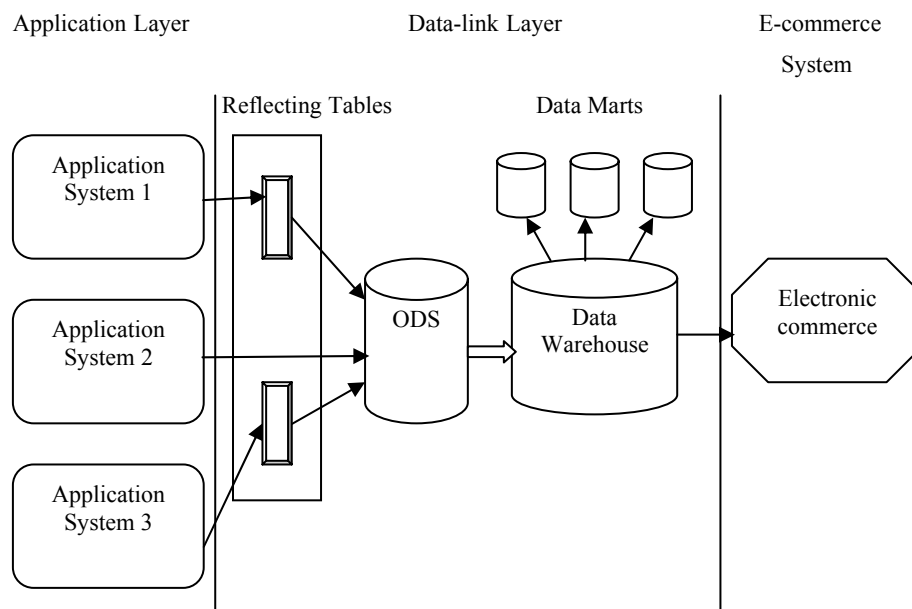 Application Layer
Data-link Layer
E-commerce
System
Reflecting Tables
Data Marts
Application
System 1
Application
System 2
Application
System 3
ODS
Data
Warehouse
Electronic
commerce